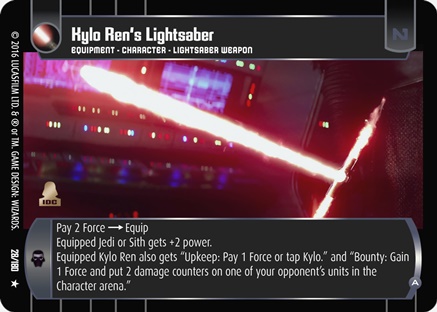 Kylo Ren's Lightsaber
EQUIPMENT • CHARACTER • LIGHTSABER WEAPON
N
© 2016 LUCASFILM LTD. & ® or TM. GAME DESIGN: WIZARDS.
IDC
Pay 2 Force → Equip
Equipped Jedi or Sith gets +2 power.
Equipped Kylo Ren also gets "Upkeep: Pay 1 Force or tap Kylo." and "Bounty: Gain
1 Force and put 2 damage counters on one of your opponent's units in the
Character arena."
28/180 ★
A